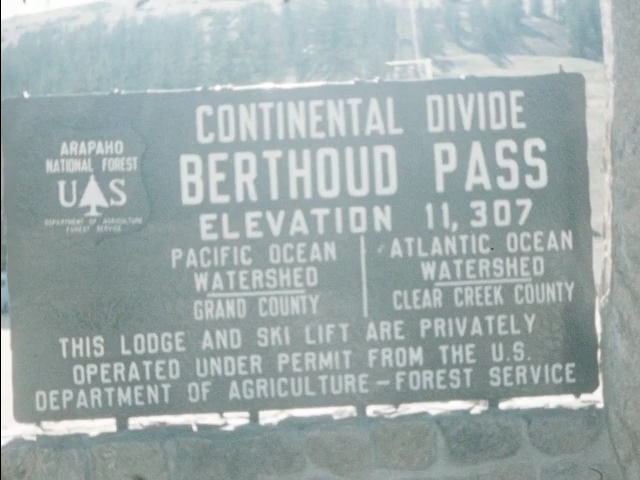 CONTINENTAL DIVIDE
BERTHOUD PASS
ELEVATION 11,307
ARAPAHO
NATIONAL FOREST
U S
DEPARTMENT OF AGRICULTURE
FOREST SERVICE
PACIFIC OCEAN
WATERSHED
GRAND COUNTY
ATLANTIC OCEAN
WATERSHED
CLEAR CREEK COUNTY
THIS LODGE AND SKI LIFT ARE PRIVATELY
OPERATED UNDER PERMIT FROM THE U.S.
DEPARTMENT OF AGRICULTURE - FOREST SERVICE